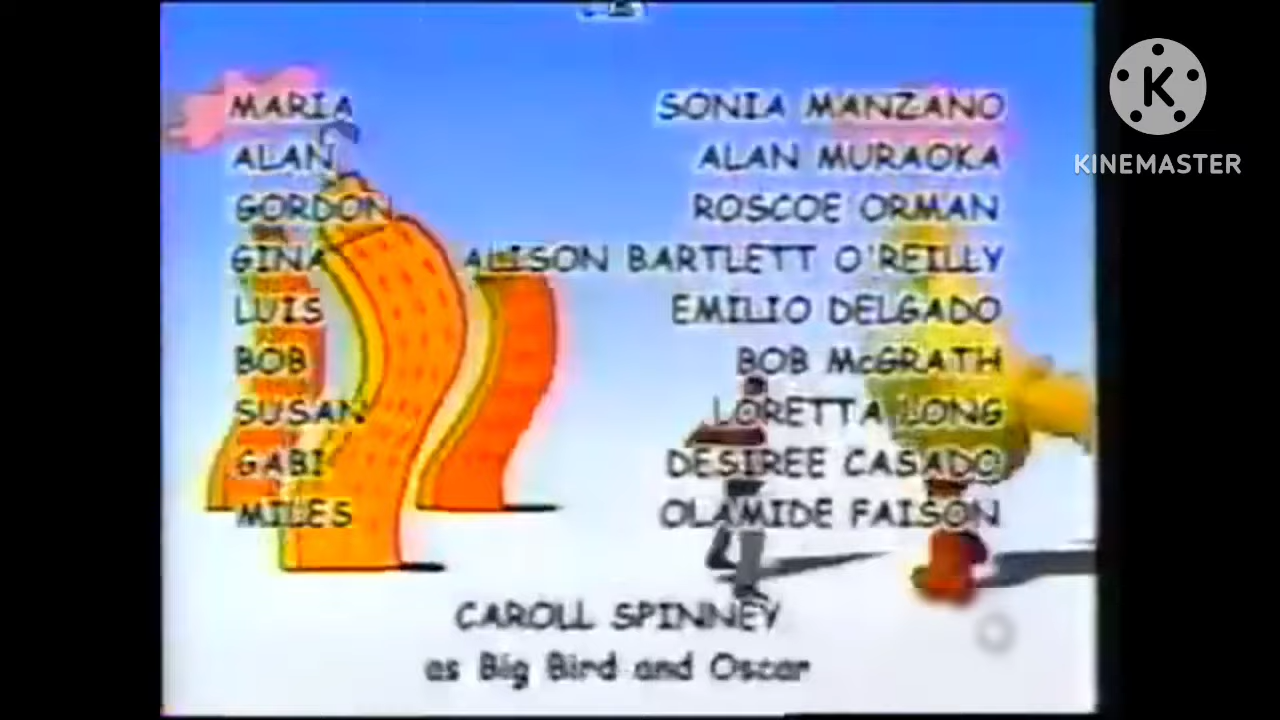 MARIA SONIA MANZANO
ALAN ALAN MURAOKA
GORDON ROSCOE ORMAN
GINA ALISON BARTLETT O'REILLY
LUIS EMILIO DELGADO
BOB BOB McGRATH
SUSAN LORETTA LONG
GABI DESIREE CASADO
MILES OLAMIDE FAISON
CAROLL SPINNEY
as Big Bird and Oscar
K
KINEMASTER